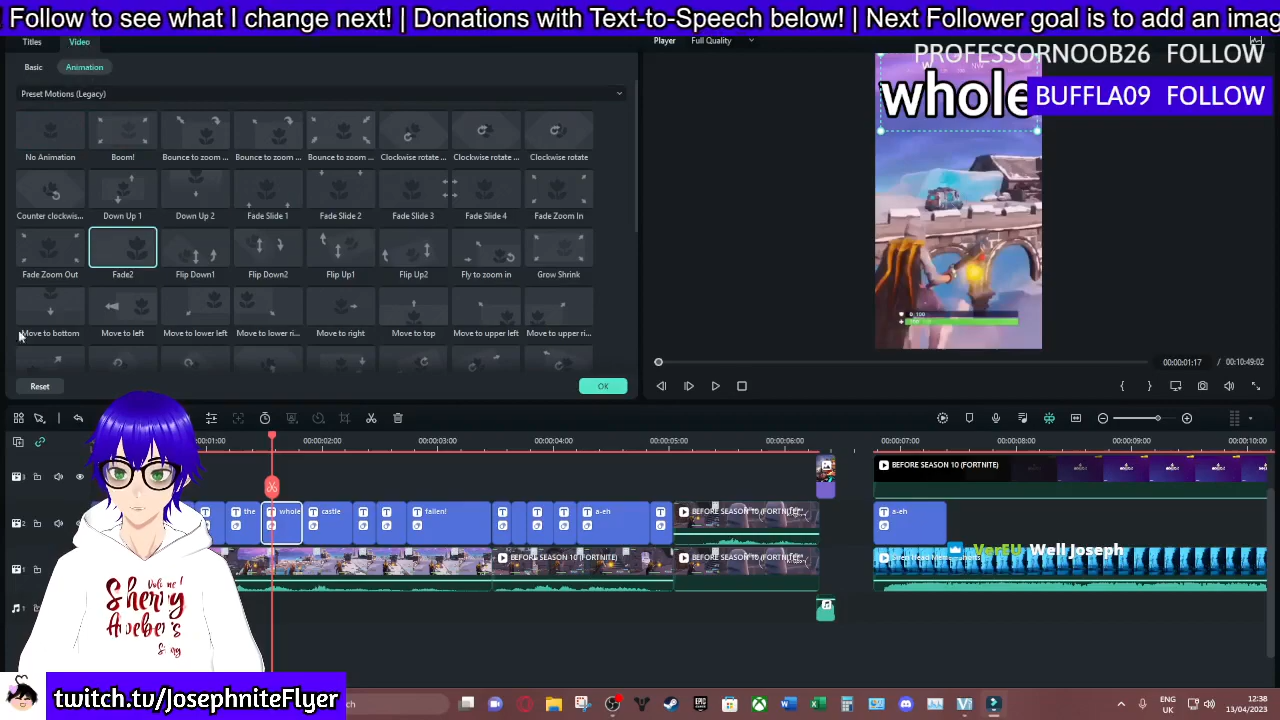 ! Follow to see what I change next! | Donations with Text-to-Speech below! | Next Follower goal is to add an imag
Titles Video
Player Full Quality
PROFESSORNOOB26 FOLLOW
BUFFLA09 FOLLOW
Basic Animation
Preset Motions (Legacy)
whole
No Animation Boom! Bounce to zoom ... Bounce to zoom ... Bounce to zoom ... Clockwise rotate ... Clockwise rotate ... Clockwise rotate
Counter clockwis... Down Up 1 Down Up 2 Fade Slide 1 Fade Slide 2 Fade Slide 3 Fade Slide 4 Fade Zoom In
Fade Zoom Out Fade2 Flip Down1 Flip Down2 Flip Up1 Flip Up2 Fly to zoom in Grow Shrink
Move to bottom Move to left Move to lower left Move to lower ri... Move to right Move to top Move to upper left Move to upper ri...
00:00:01:17 / 00:10:49:02
Reset OK
00:00:02:00 00:00:03:00 00:00:04:00 00:00:05:00 00:00:06:00 00:00:07:00 00:00:08:00 00:00:09:00 00:00:10:00
BEFORE SEASON 10 (FORTNITE)
the whole castle fallen! a-eh BEFORE SEASON 10 (FORTNITE) a-eh
VerEU Well Joseph
BEFORE SEASON 10 (FORTNITE) BEFORE SEASON 10 (FORTNITE)
Sherry
twitch.tv/JosephniteFlyer
ENG
UK
12:38
13/04/2023